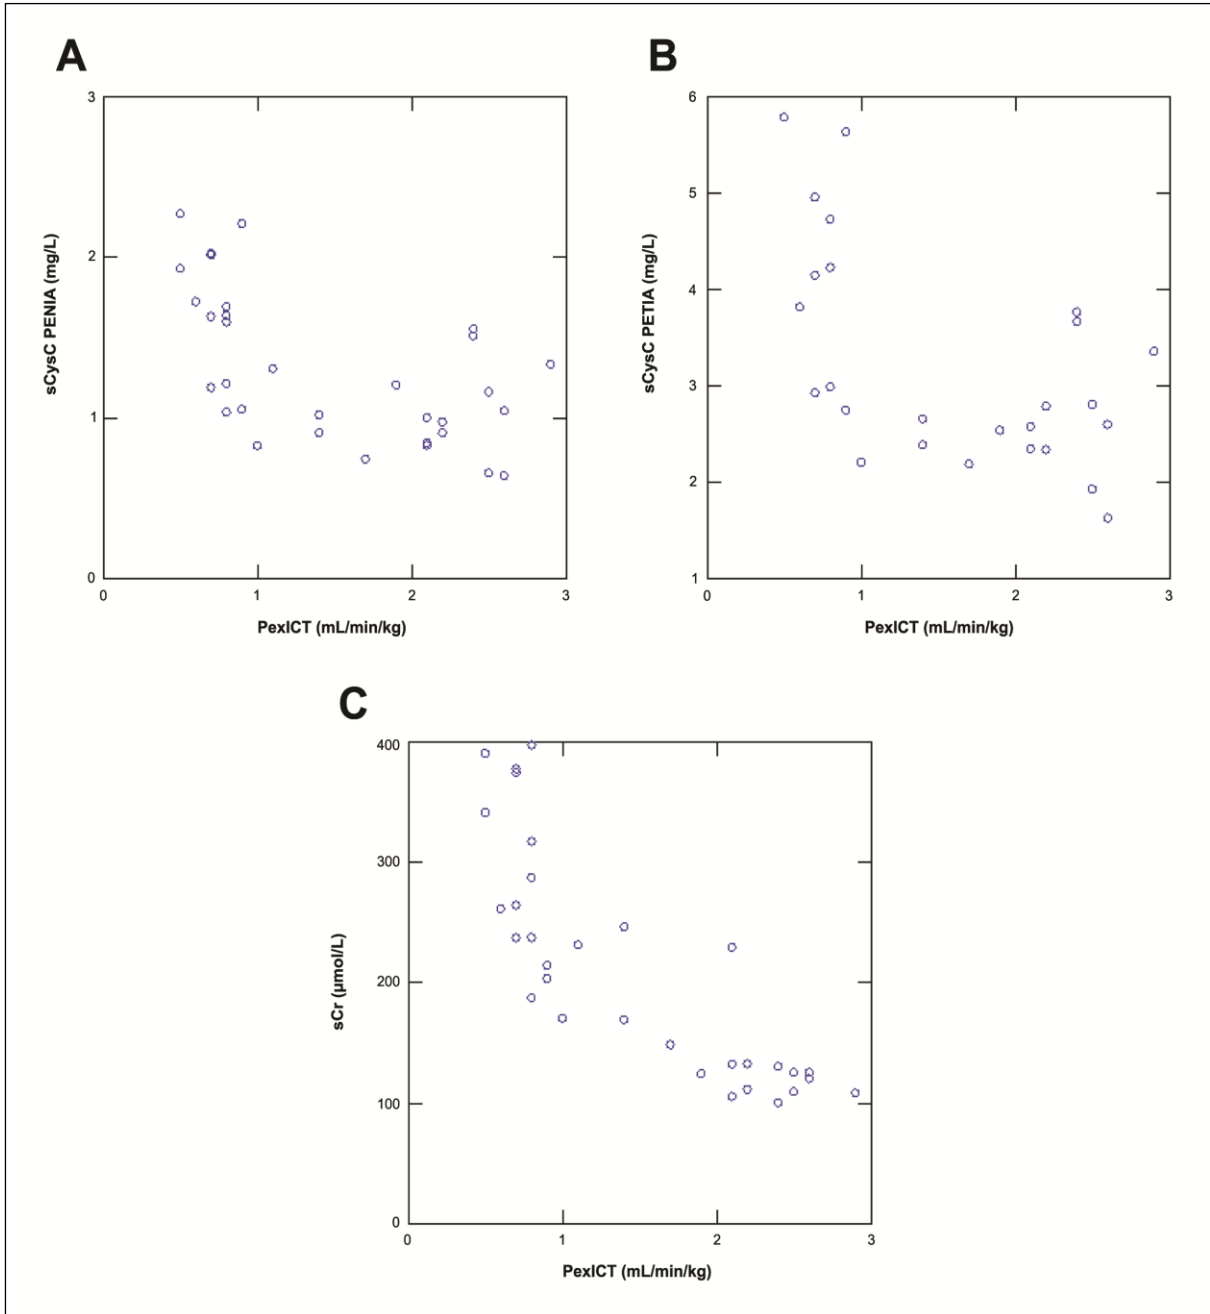 A
3
2
1
0
0 1 2 3
sCysC PENIA (mg/L)
PexICT (mL/min/kg)
B
6
5
4
3
2
1
0 1 2 3
sCysC PETIA (mg/L)
PexICT (mL/min/kg)
C
400
300
200
100
0
0 1 2 3
sCr (µmol/L)
PexICT (mL/min/kg)